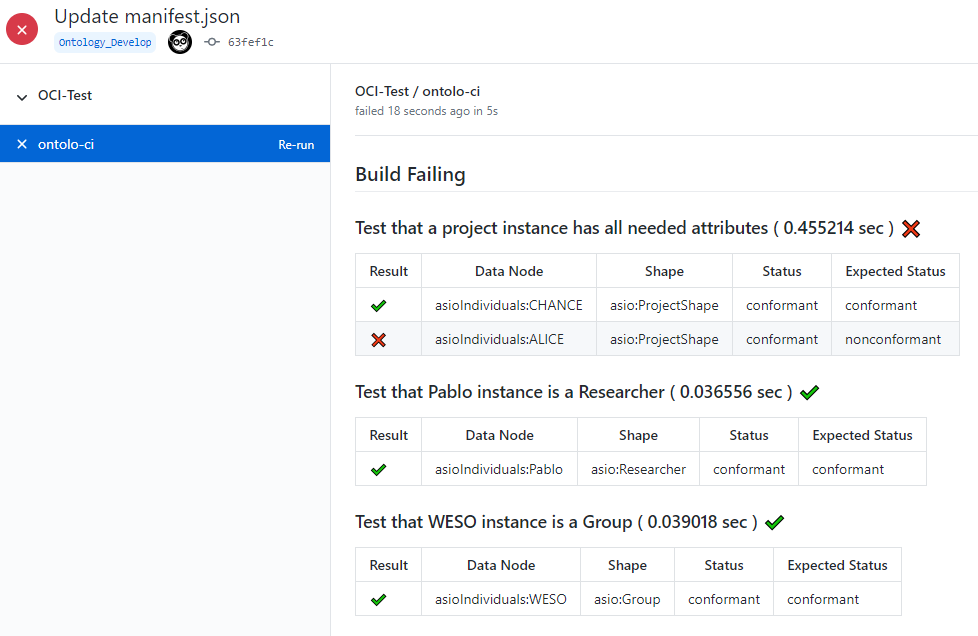 Update manifest.json
Ontology_Develop 63fef1c
OCI-Test
ontolo-ci Re-run
OCI-Test / ontolo-ci
failed 18 seconds ago in 5s
Build Failing
Test that a project instance has all needed attributes ( 0.455214 sec )
Result Data Node Shape Status Expected Status
asioIndividuals:CHANCE asio:ProjectShape conformant conformant
asioIndividuals:ALICE asio:ProjectShape conformant nonconformant
Test that Pablo instance is a Researcher ( 0.036556 sec )
Result Data Node Shape Status Expected Status
asioIndividuals:Pablo asio:Researcher conformant conformant
Test that WESO instance is a Group ( 0.039018 sec )
Result Data Node Shape Status Expected Status
asioIndividuals:WESO asio:Group conformant conformant